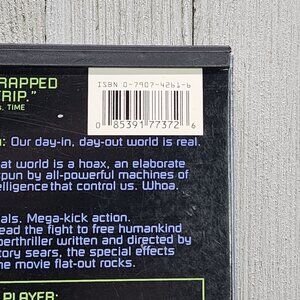 RAPPED
ISBN 0-7907-4261-6
TRIP."
TIME
0 85391 77372 6
: Our day-in, day-out world is real.
at world is a hoax, an elaborate
spun by all-powerful machines of
elligence that control us. Whoa.
als. Mega-kick action.
ead the fight to free humankind
perthriller written and directed by
tory sears, the special effects
he movie flat-out rocks.
PLAYER: